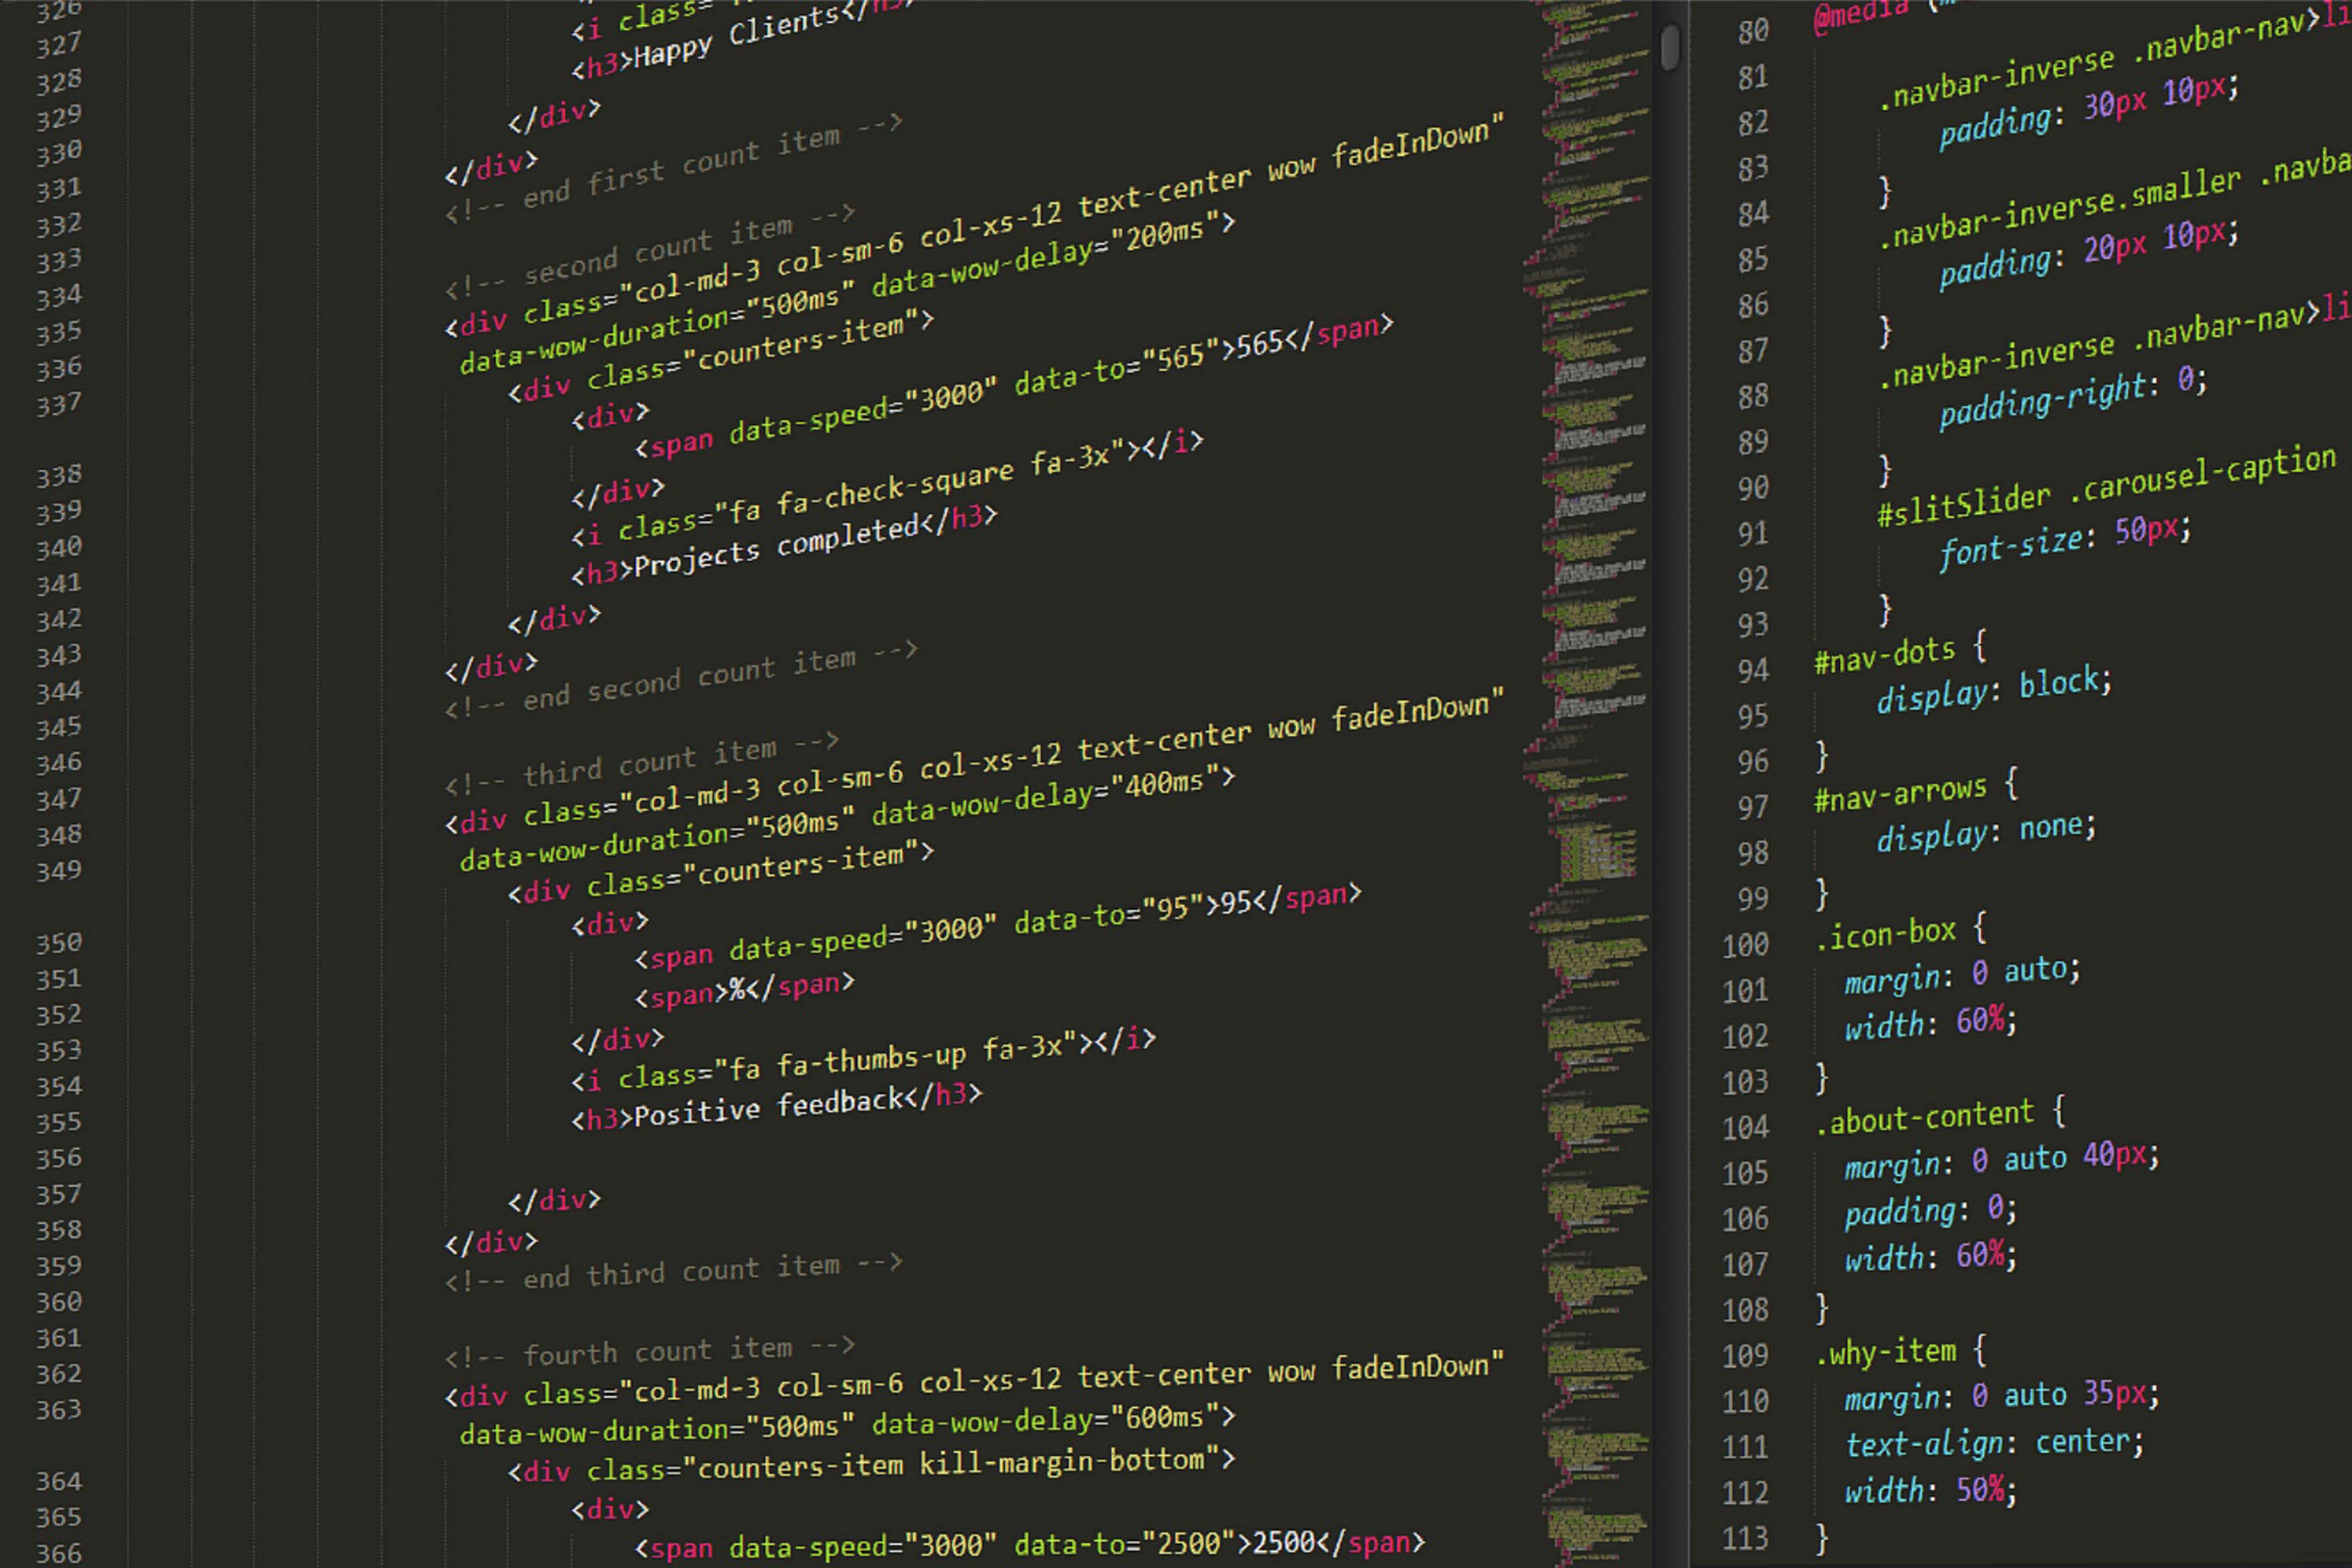 326
327
328
329
330
331
332
333
334
335
336
337
338
339
340
341
342
343
344
345
346
347
348
349
350
351
352
353
354
355
356
357
358
359
360
361
362
363
364
365
366
<i class=
<h3>Happy Clients</h3>
</div>
</div>
<!-- end first count item -->
<!-- second count item -->
<div class="col-md-3 col-sm-6 col-xs-12 text-center wow fadeInDown"
data-wow-duration="500ms" data-wow-delay="200ms">
<div class="counters-item">
<div>
<span data-speed="3000" data-to="565">565</span>
</div>
<i class="fa fa-check-square fa-3x"></i>
<h3>Projects completed</h3>
</div>
</div>
<!-- end second count item -->
<!-- third count item -->
<div class="col-md-3 col-sm-6 col-xs-12 text-center wow fadeInDown"
data-wow-duration="500ms" data-wow-delay="400ms">
<div class="counters-item">
<div>
<span data-speed="3000" data-to="95">95</span>
<span>%</span>
</div>
<i class="fa fa-thumbs-up fa-3x"></i>
<h3>Positive feedback</h3>
</div>
</div>
<!-- end third count item -->
<!-- fourth count item -->
<div class="col-md-3 col-sm-6 col-xs-12 text-center wow fadeInDown"
data-wow-duration="500ms" data-wow-delay="600ms">
<div class="counters-item kill-margin-bottom">
<div>
<span data-speed="3000" data-to="2500">2500</span>
80 @media
81 .navbar-inverse .navbar-nav>li
82 padding: 30px 10px;
83 }
84 .navbar-inverse.smaller .navba
85 padding: 20px 10px;
86 }
87 .navbar-inverse .navbar-nav>li
88 padding-right: 0;
89 }
90 #slitSlider .carousel-caption
91 font-size: 50px;
92 }
93 #nav-dots {
94 display: block;
95 }
96 #nav-arrows {
97 display: none;
98 }
99 .icon-box {
100 margin: 0 auto;
101 width: 60%;
102 }
103 .about-content {
104 margin: 0 auto 40px;
105 padding: 0;
106 width: 60%;
107 }
108 .why-item {
109 margin: 0 auto 35px;
110 text-align: center;
111 width: 50%;
112 }
113